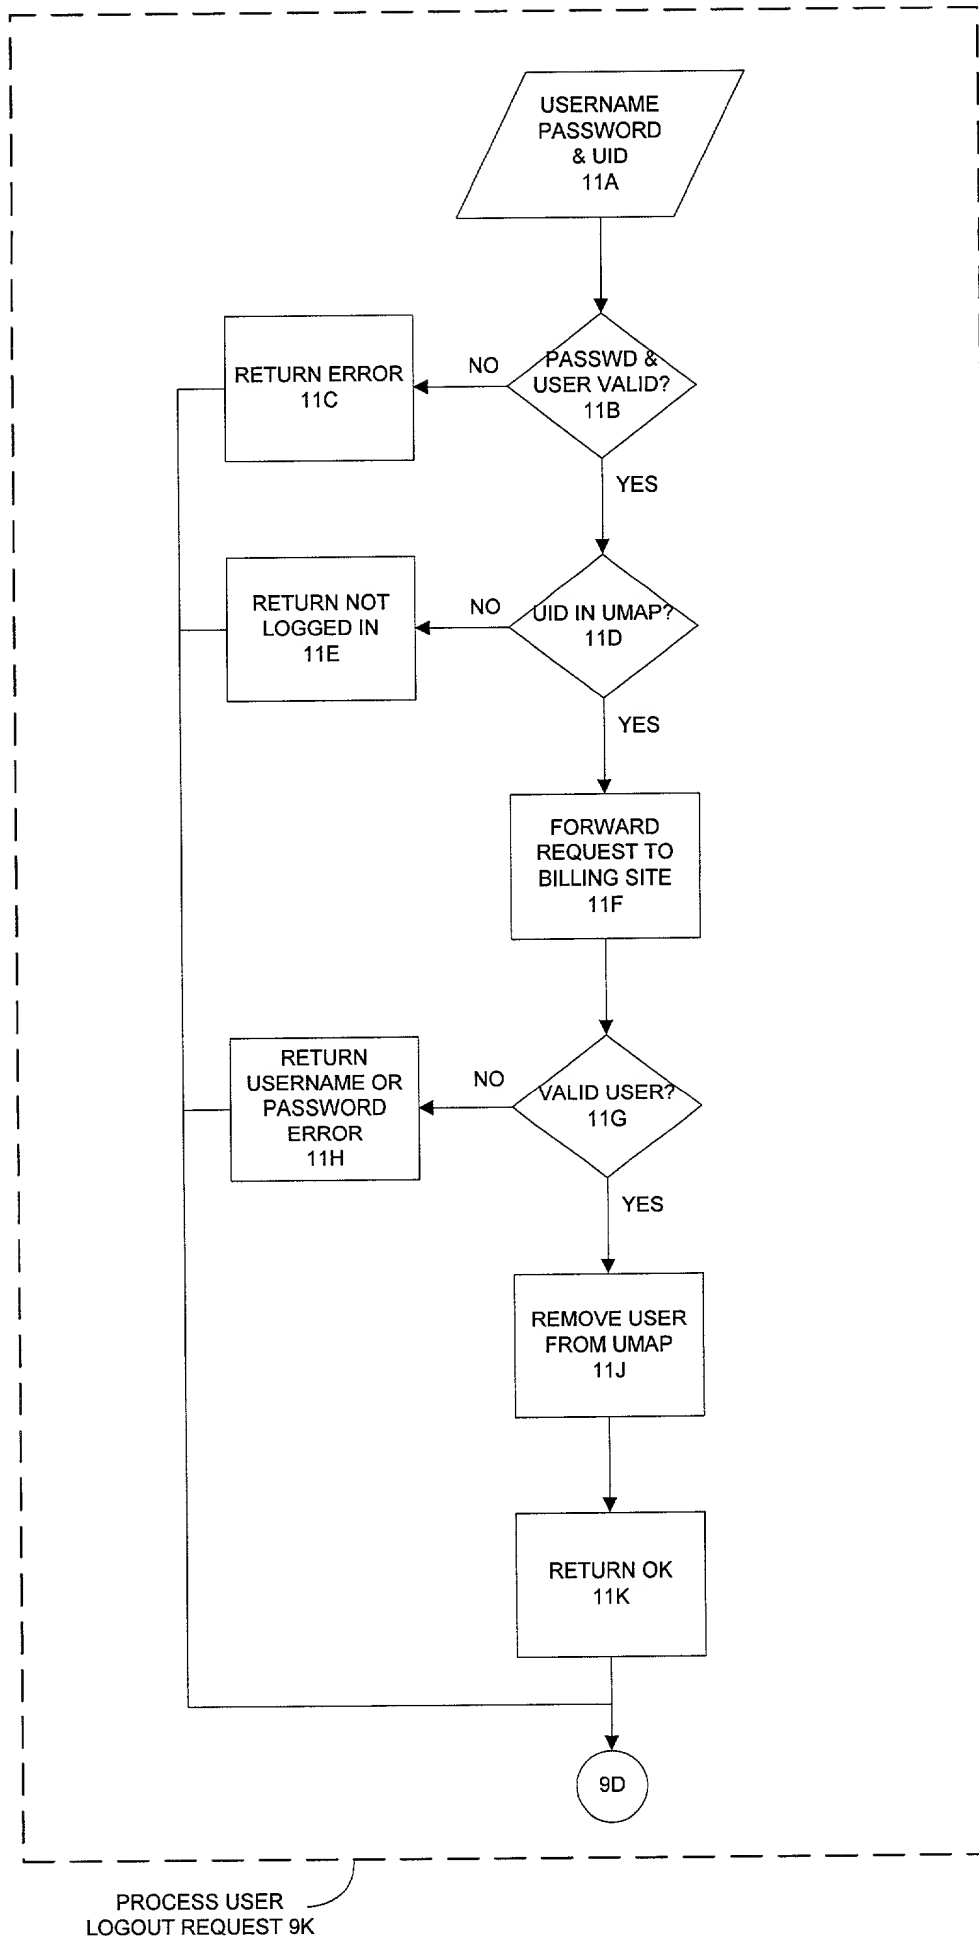 USERNAME
PASSWORD
& UID
11A
PASSWD &
USER VALID?
11B
NO
RETURN ERROR
11C
YES
UID IN UMAP?
11D
NO
RETURN NOT
LOGGED IN
11E
YES
FORWARD
REQUEST TO
BILLING SITE
11F
VALID USER?
11G
NO
RETURN
USERNAME OR
PASSWORD
ERROR
11H
YES
REMOVE USER
FROM UMAP
11J
RETURN OK
11K
9D
PROCESS USER
LOGOUT REQUEST 9K